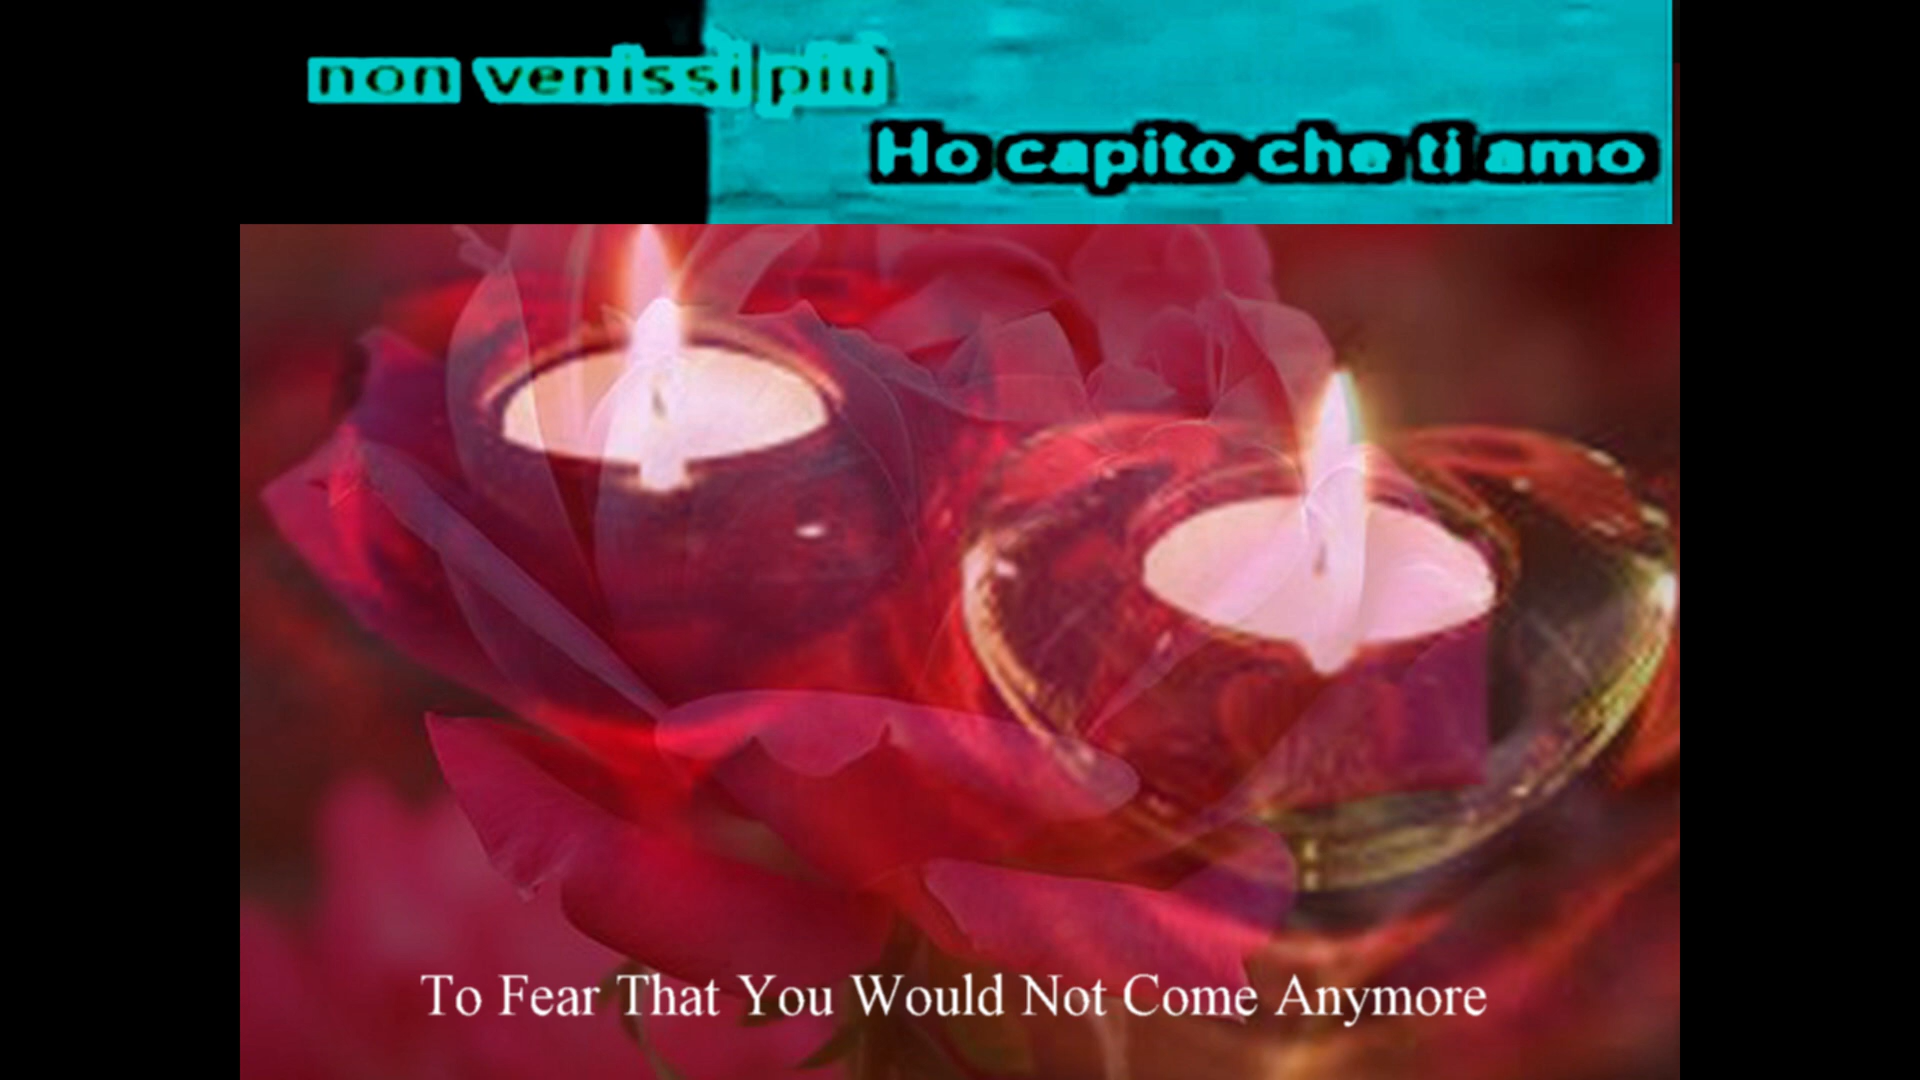 non venissi più
Ho capito che ti amo
To Fear That You Would Not Come Anymore